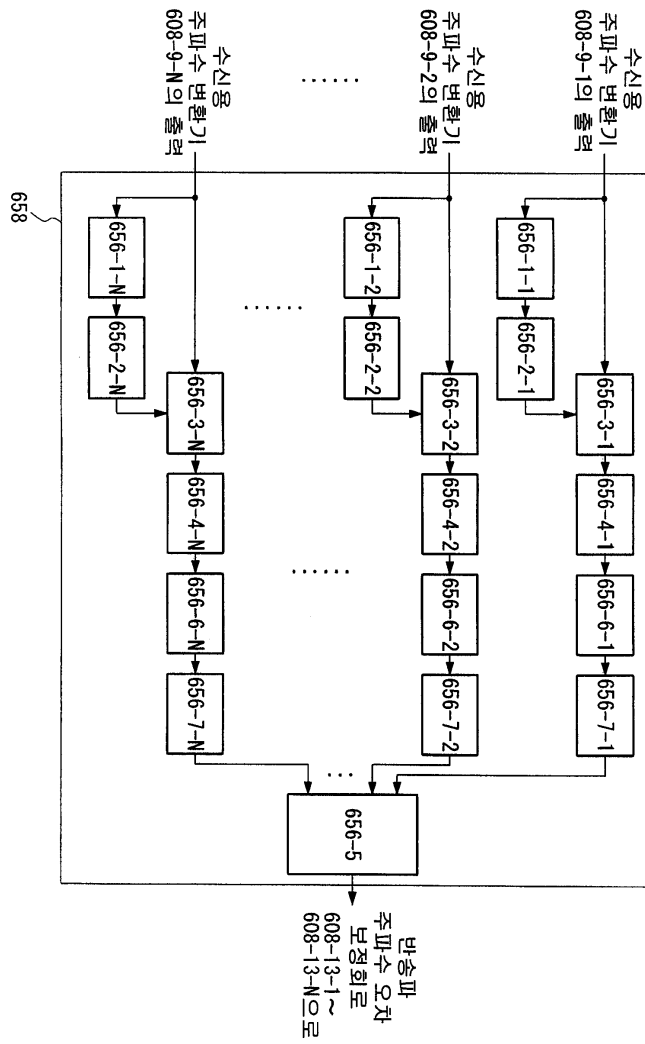 수신용
주파수 변환기
608-9-1의 출력
수신용
주파수 변환기
608-9-2의 출력
......
수신용
주파수 변환기
608-9-N의 출력
656-1-1
656-2-1
656-3-1
656-4-1
656-6-1
656-7-1
656-1-2
656-2-2
656-3-2
656-4-2
656-6-2
656-7-2
......
......
656-1-N
656-2-N
656-3-N
656-4-N
656-6-N
656-7-N
...
656-5
반송파
주파수 오차
보정회로
608-13-1~
608-13-N으로
658